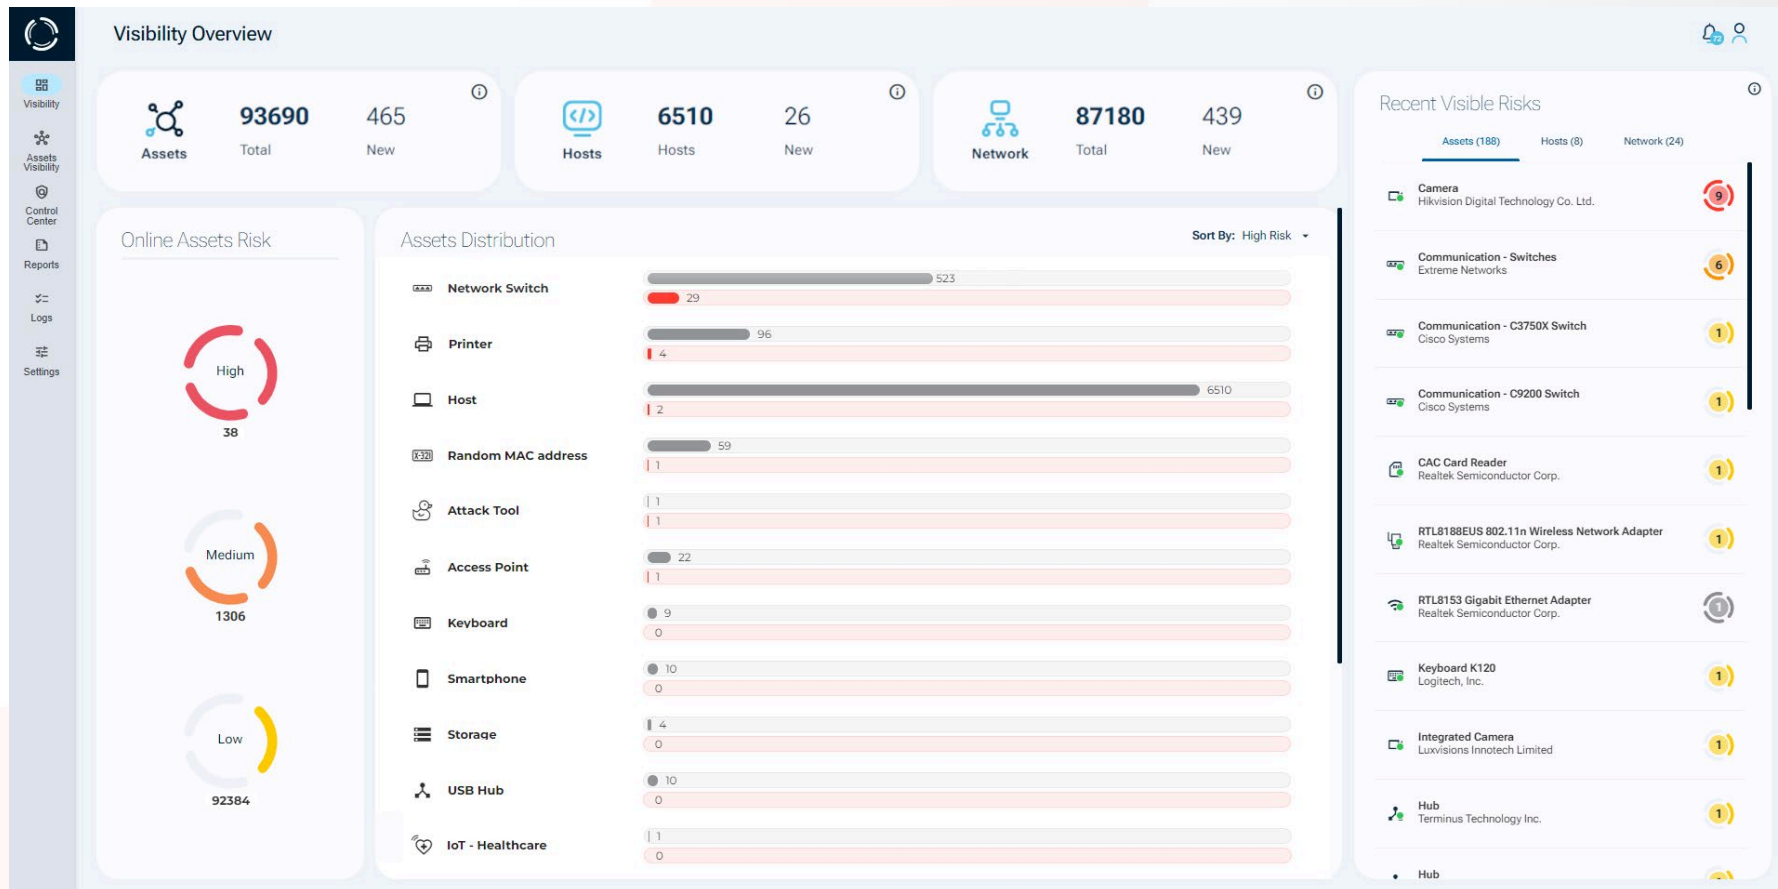 Visibility Overview
72
Visibility
Assets
Visibility
Control
Center
Reports
Logs
Settings
93690
465
Assets
Total
New
6510
26
Hosts
Hosts
New
87180
439
Network
Total
New
Online Assets Risk
High
38
Medium
1306
Low
92384
Assets Distribution
Sort By: High Risk
Network Switch
523
29
Printer
96
4
Host
6510
2
X-32I
Random MAC address
59
1
Attack Tool
1
1
Access Point
22
1
Keyboard
9
0
Smartphone
10
0
Storage
4
0
USB Hub
10
0
IoT - Healthcare
1
0
Recent Visible Risks
Assets (188)
Hosts (8)
Network (24)
Camera
Hikvision Digital Technology Co. Ltd.
9
Communication - Switches
Extreme Networks
6
Communication - C3750X Switch
Cisco Systems
1
Communication - C9200 Switch
Cisco Systems
1
CAC Card Reader
Realtek Semiconductor Corp.
1
RTL8188EUS 802.11n Wireless Network Adapter
Realtek Semiconductor Corp.
1
RTL8153 Gigabit Ethernet Adapter
Realtek Semiconductor Corp.
1
Keyboard K120
Logitech, Inc.
1
Integrated Camera
Luxvisions Innotech Limited
1
Hub
Terminus Technology Inc.
1
Hub